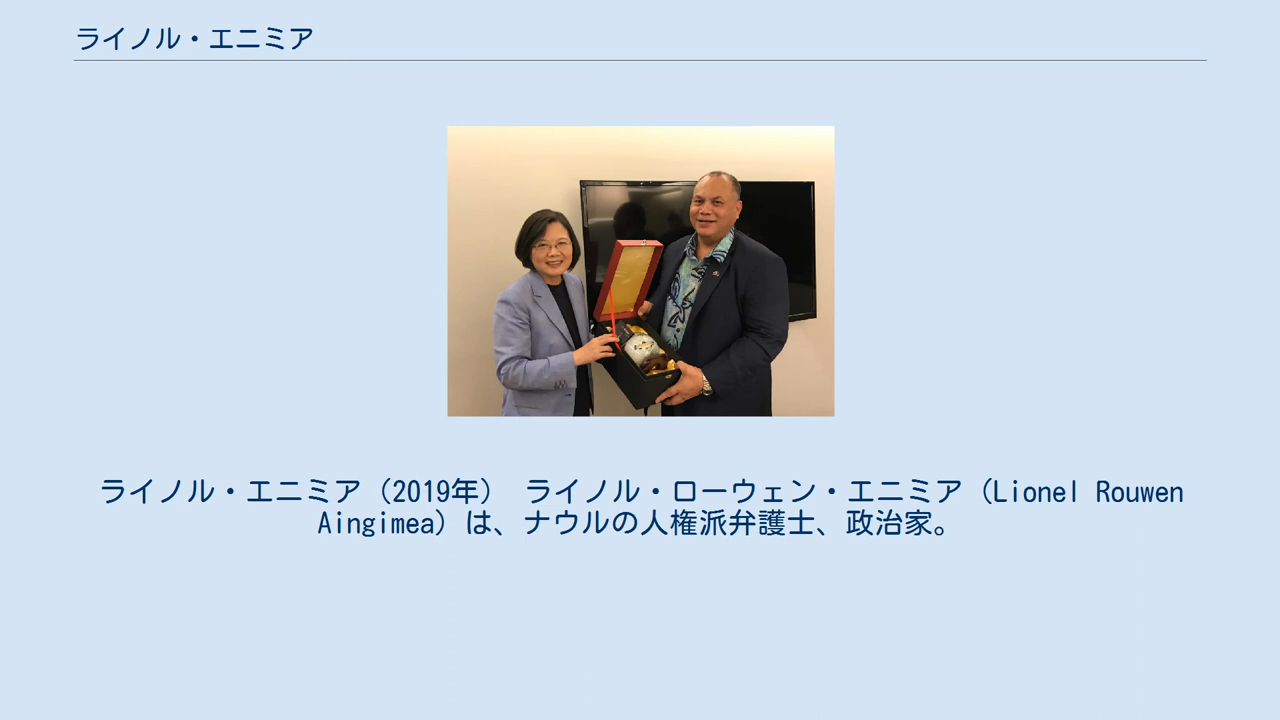 ライノル・エニミア
ライノル・エニミア（2019年） ライノル・ローウェン・エニミア（Lionel Rouwen
Aingimea）は、ナウルの人権派弁護士、政治家。